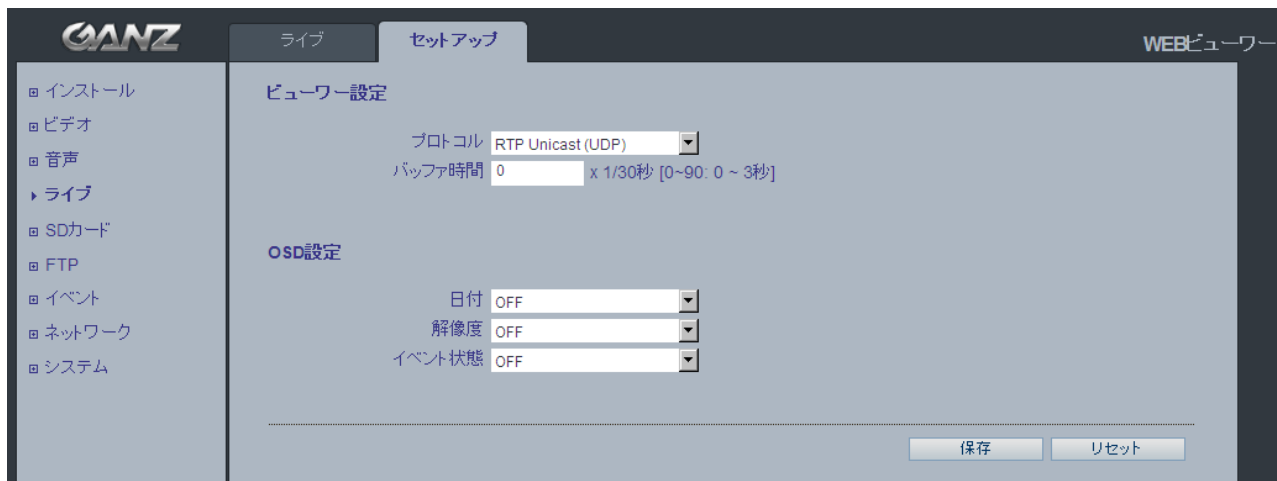 GANZ
ライブ
セットアップ
WEBビューワー
インストール
ビデオ
音声
ライブ
SDカード
FTP
イベント
ネットワーク
システム
ビューワー設定
プロトコル RTP Unicast (UDP)
バッファ時間 0 x 1/30秒 [0~90: 0 ~ 3秒]
OSD設定
日付 OFF
解像度 OFF
イベント状態 OFF
保存 リセット